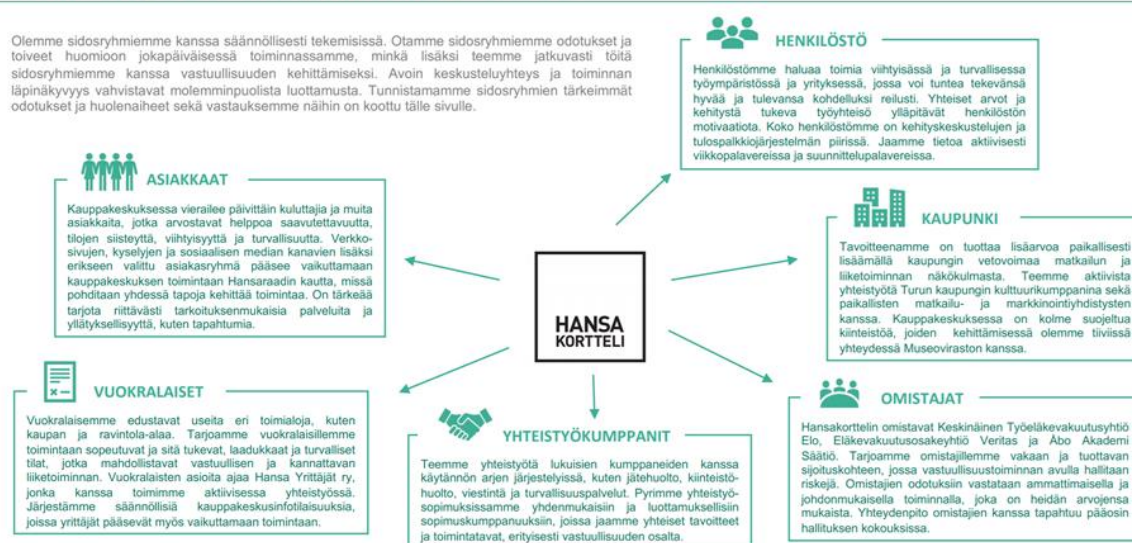 Olemme sidosryhmiemme kanssa säännöllisesti tekemisissä. Otamme sidosryhmiemme odotukset ja
toiveet huomioon jokapäiväisessä toiminnassamme, minkä lisäksi teemme jatkuvasti töitä
sidosryhmiemme kanssa vastuullisuuden kehittämiseksi. Avoin keskusteluyhteys ja toiminnan
läpinäkyvyys vahvistavat molemminpuolista luottamusta. Tunnistamamme sidosryhmien tärkeimmät
odotukset ja huolenaiheet sekä vastauksemme näihin on koottu tälle sivulle.
HENKILÖSTÖ
Henkilöstömme haluaa toimia viihtyisässä ja turvallisessa
työympäristössä ja yrityksessä, jossa voi tuntea tekevänsä
hyvää ja tulevansa kohdelluksi reilusti. Yhteiset arvot ja
kehitystä tukeva työyhteisö ylläpitävät henkilöstön
motivaatiota. Koko henkilöstömme on kehityskeskustelujen ja
tulospalkkiojärjestelmän piirissä. Jaamme tietoa aktiivisesti
viikkopalavereissa ja suunnittelupalavereissa.
ASIAKKAAT
Kauppakeskuksessa vierailee päivittäin kuluttajia ja muita
asiakkaita, jotka arvostavat helppoa saavutettavuutta,
tilojen siisteyttä, viihtyisyyttä ja turvallisuutta. Verkko-
sivujen, kyselyjen ja sosiaalisen median kanavien lisäksi
erikseen valittu asiakasryhmä pääsee vaikuttamaan
kauppakeskuksen toimintaan Hansaraadin kautta, missä
pohditaan yhdessä tapoja kehittää toimintaa. On tärkeää
tarjota riittävästi tarkoituksenmukaisia palveluita ja
yllätyksellisyyttä, kuten tapahtumia.
KAUPUNKI
Tavoitteenamme on tuottaa lisäarvoa paikallisesti
lisäämällä kaupungin vetovoimaa matkailun ja
liiketoiminnan näkökulmasta. Teemme aktiivista
yhteistyötä Turun kaupungin kulttuurikumppanina sekä
paikallisten matkailu- ja markkinointiyhdistysten
kanssa. Kauppakeskuksessa on kolme suojeltua
kiinteistöä, joiden kehittämisessä olemme tiiviissä
yhteydessä Museoviraston kanssa.
HANSA
KORTTELI
VUOKRALAISET
Vuokralaisemme edustavat useita eri toimialoja, kuten
kaupan ja ravintola-alaa. Tarjoamme vuokralaisillemme
toimintaan sopeutuvat ja sitä tukevat, laadukkaat ja turvalliset
tilat, jotka mahdollistavat vastuullisen ja kannattavan
liiketoiminnan. Vuokralaisten asioita ajaa Hansa Yrittäjät ry,
jonka kanssa toimimme aktiivisessa yhteistyössä.
Järjestämme säännöllisiä kauppakeskusinfotilaisuuksia,
joissa yrittäjät pääsevät myös vaikuttamaan toimintaan.
YHTEISTYÖKUMPPANIT
Teemme yhteistyötä lukuisien kumppaneiden kanssa
käytännön arjen järjestelyissä, kuten jätehuolto, kiinteistö-
huolto, viestintä ja turvallisuuspalvelut. Pyrimme yhteistyö-
sopimuksissamme yhdenmukaisiin ja luottamuksellisiin
sopimuskumppanuuksiin, joissa jaamme yhteiset tavoitteet
ja toimintatavat, erityisesti vastuullisuuden osalta.
OMISTAJAT
Hansakorttelin omistavat Keskinäinen Työeläkevakuutusyhtiö
Elo, Eläkevakuutusosakeyhtiö Veritas ja Åbo Akademi
Säätiö. Tarjoamme omistajillemme vakaan ja tuottavan
sijoituskohteen, jossa vastuullisuustoiminnan avulla hallitaan
riskejä. Omistajien odotuksiin vastataan ammattimaisella ja
johdonmukaisella toiminnalla, joka on heidän arvojensa
mukaista. Yhteydenpito omistajien kanssa tapahtuu pääosin
hallituksen kokouksissa.